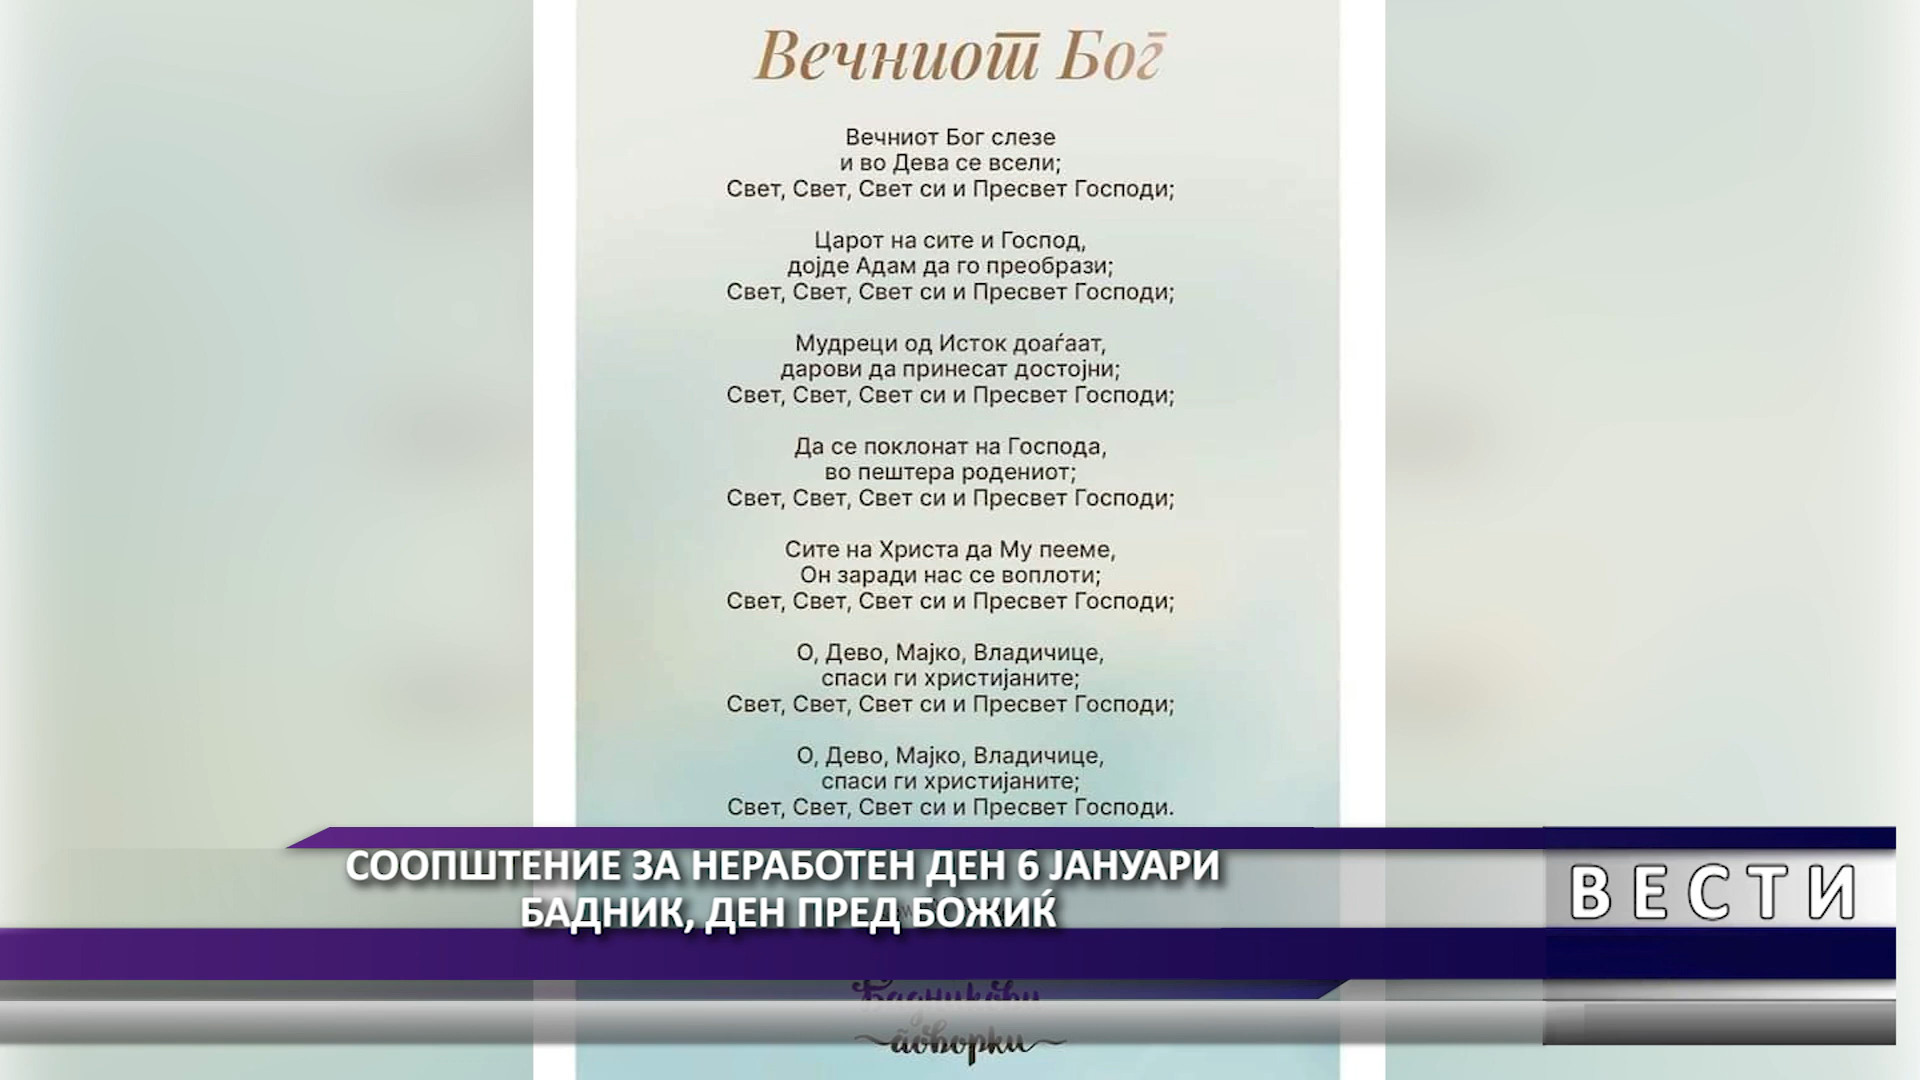 Вечниот Бог
Вечниот Бог слезе
и во Дева се всели;
Свет, Свет, Свет си и Пресвет Господи;
Царот на сите и Господ,
дојде Адам да го преобрази;
Свет, Свет, Свет си и Пресвет Господи;
Мудреци од Исток доаѓаат,
дарови да принесат достојни;
Свет, Свет, Свет си и Пресвет Господи;
Да се поклонат на Господа,
во пештера родениот;
Свет, Свет, Свет си и Пресвет Господи;
Сите на Христа да Му пееме,
Он заради нас се воплоти;
Свет, Свет, Свет си и Пресвет Господи;
О, Дево, Мајко, Владичице,
спаси ги христијаните;
Свет, Свет, Свет си и Пресвет Господи;
О, Дево, Мајко, Владичице,
спаси ги христијаните;
Свет, Свет, Свет си и Пресвет Господи.
СООПШТЕНИЕ ЗА НЕРАБОТЕН ДЕН 6 ЈАНУАРИ
БАДНИК, ДЕН ПРЕД БОЖИЌ
ВЕСТИ
Бадникови
поворки